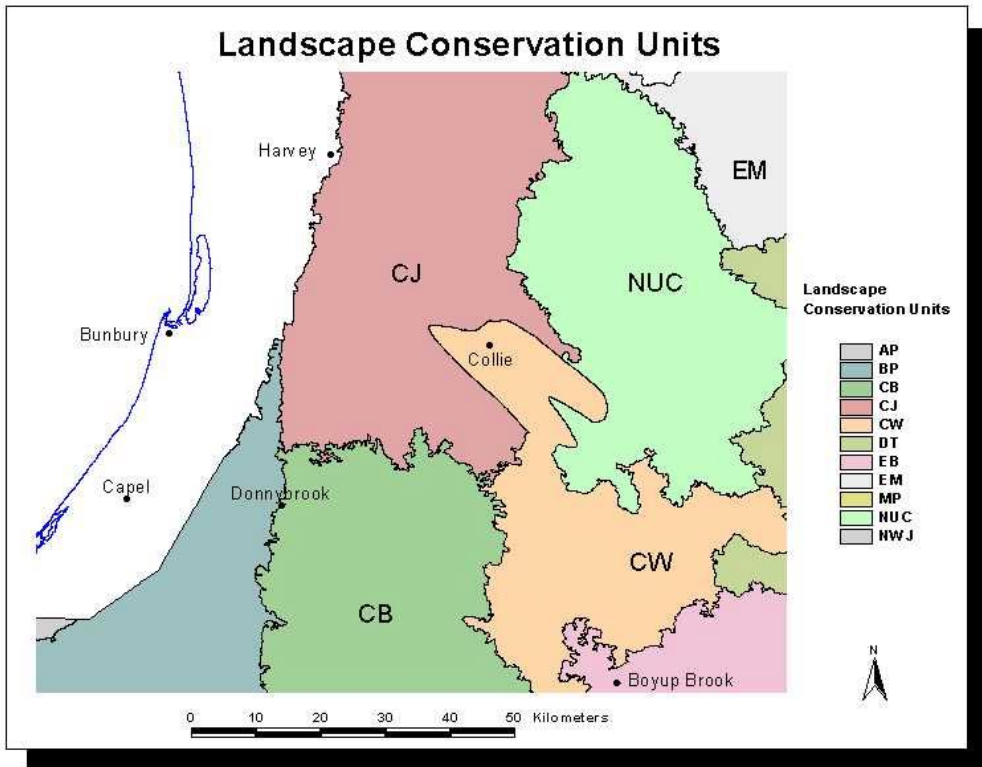 Landscape Conservation Units
Harvey
EM
CJ
NUC
Bunbury
Collie
Capel
Donnybrook
CW
CB
Boyup Brook
Landscape
Conservation Units
AP
BP
CB
CJ
CW
DT
EB
EM
MP
NUC
NWJ
N
0 10 20 30 40 50 Kilometers